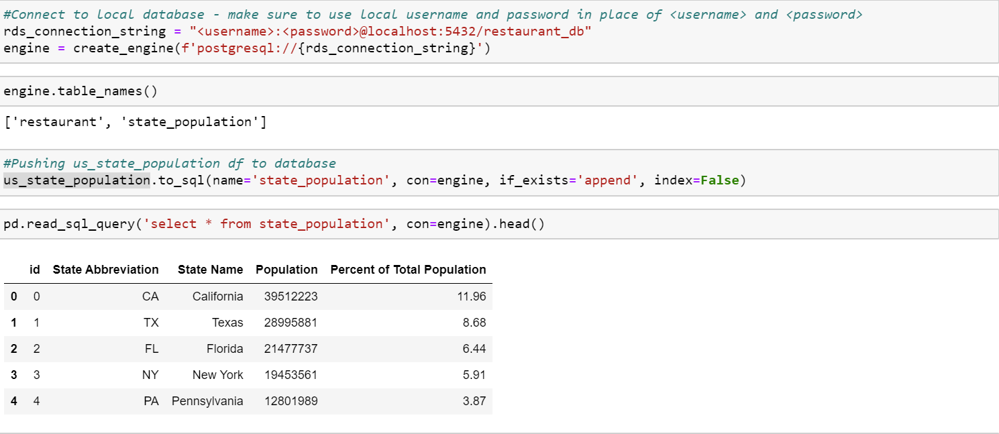 #Connect to local database - make sure to use local username and password in place of <username> and <password>
rds_connection_string = "<username>:<password>@localhost:5432/restaurant_db"
engine = create_engine(f'postgresql://{rds_connection_string}')
engine.table_names()
['restaurant', 'state_population']
#Pushing us_state_population df to database
us_state_population.to_sql(name='state_population', con=engine, if_exists='append', index=False)
pd.read_sql_query('select * from state_population', con=engine).head()
id State Abbreviation State Name Population Percent of Total Population
0 0 CA California 39512223 11.96
1 1 TX Texas 28995881 8.68
2 2 FL Florida 21477737 6.44
3 3 NY New York 19453561 5.91
4 4 PA Pennsylvania 12801989 3.87